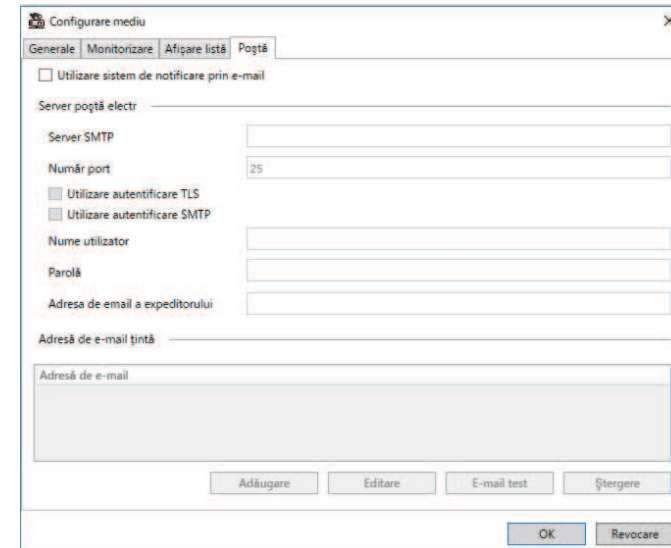 Configurare mediu
Generale Monitorizare Afişare listă Poştă
Utilizare sistem de notificare prin e-mail
Server poştă electr
Server SMTP
Număr port 25
Utilizare autentificare TLS
Utilizare autentificare SMTP
Nume utilizator
Parolă
Adresa de email a expeditorului
Adresă de e-mail ţintă
Adresă de e-mail
Adăugare Editare E-mail test Ştergere
OK Revocare